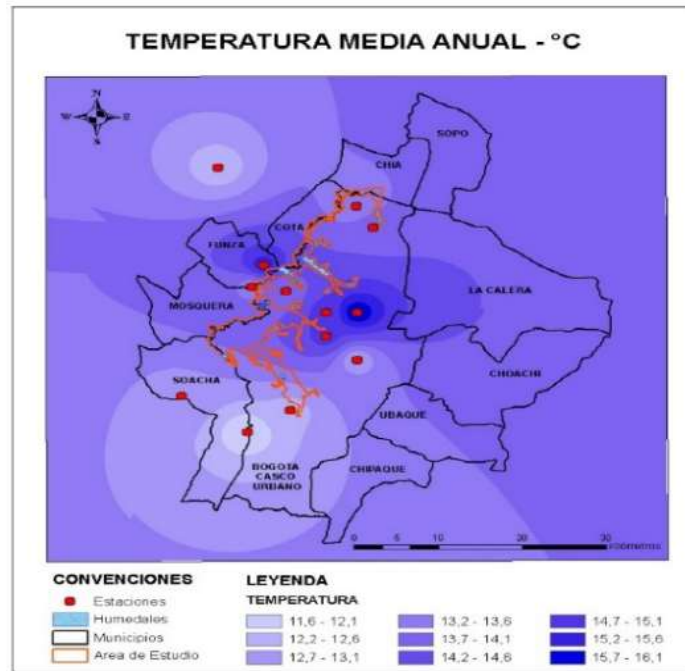 TEMPERATURA MEDIA ANUAL - °C
N
W E
S
SOPO
CHIA
COTA
FUNZA
LA CALERA
MOSQUERA
CHOACHI
SOACHA
UBAQUE
BOGOTA
CASCO
URBANO
CHIPAQUE
0 5 10 20 30
Kilómetros
CONVENCIONES
Estaciones
Humedales
Municipios
Area de Estudio
LEYENDA
TEMPERATURA
11,6 - 12,1
12,2 - 12,6
12,7 - 13,1
13,2 - 13,6
13,7 - 14,1
14,2 - 14,6
14,7 - 15,1
15,2 - 15,6
15,7 - 16,1